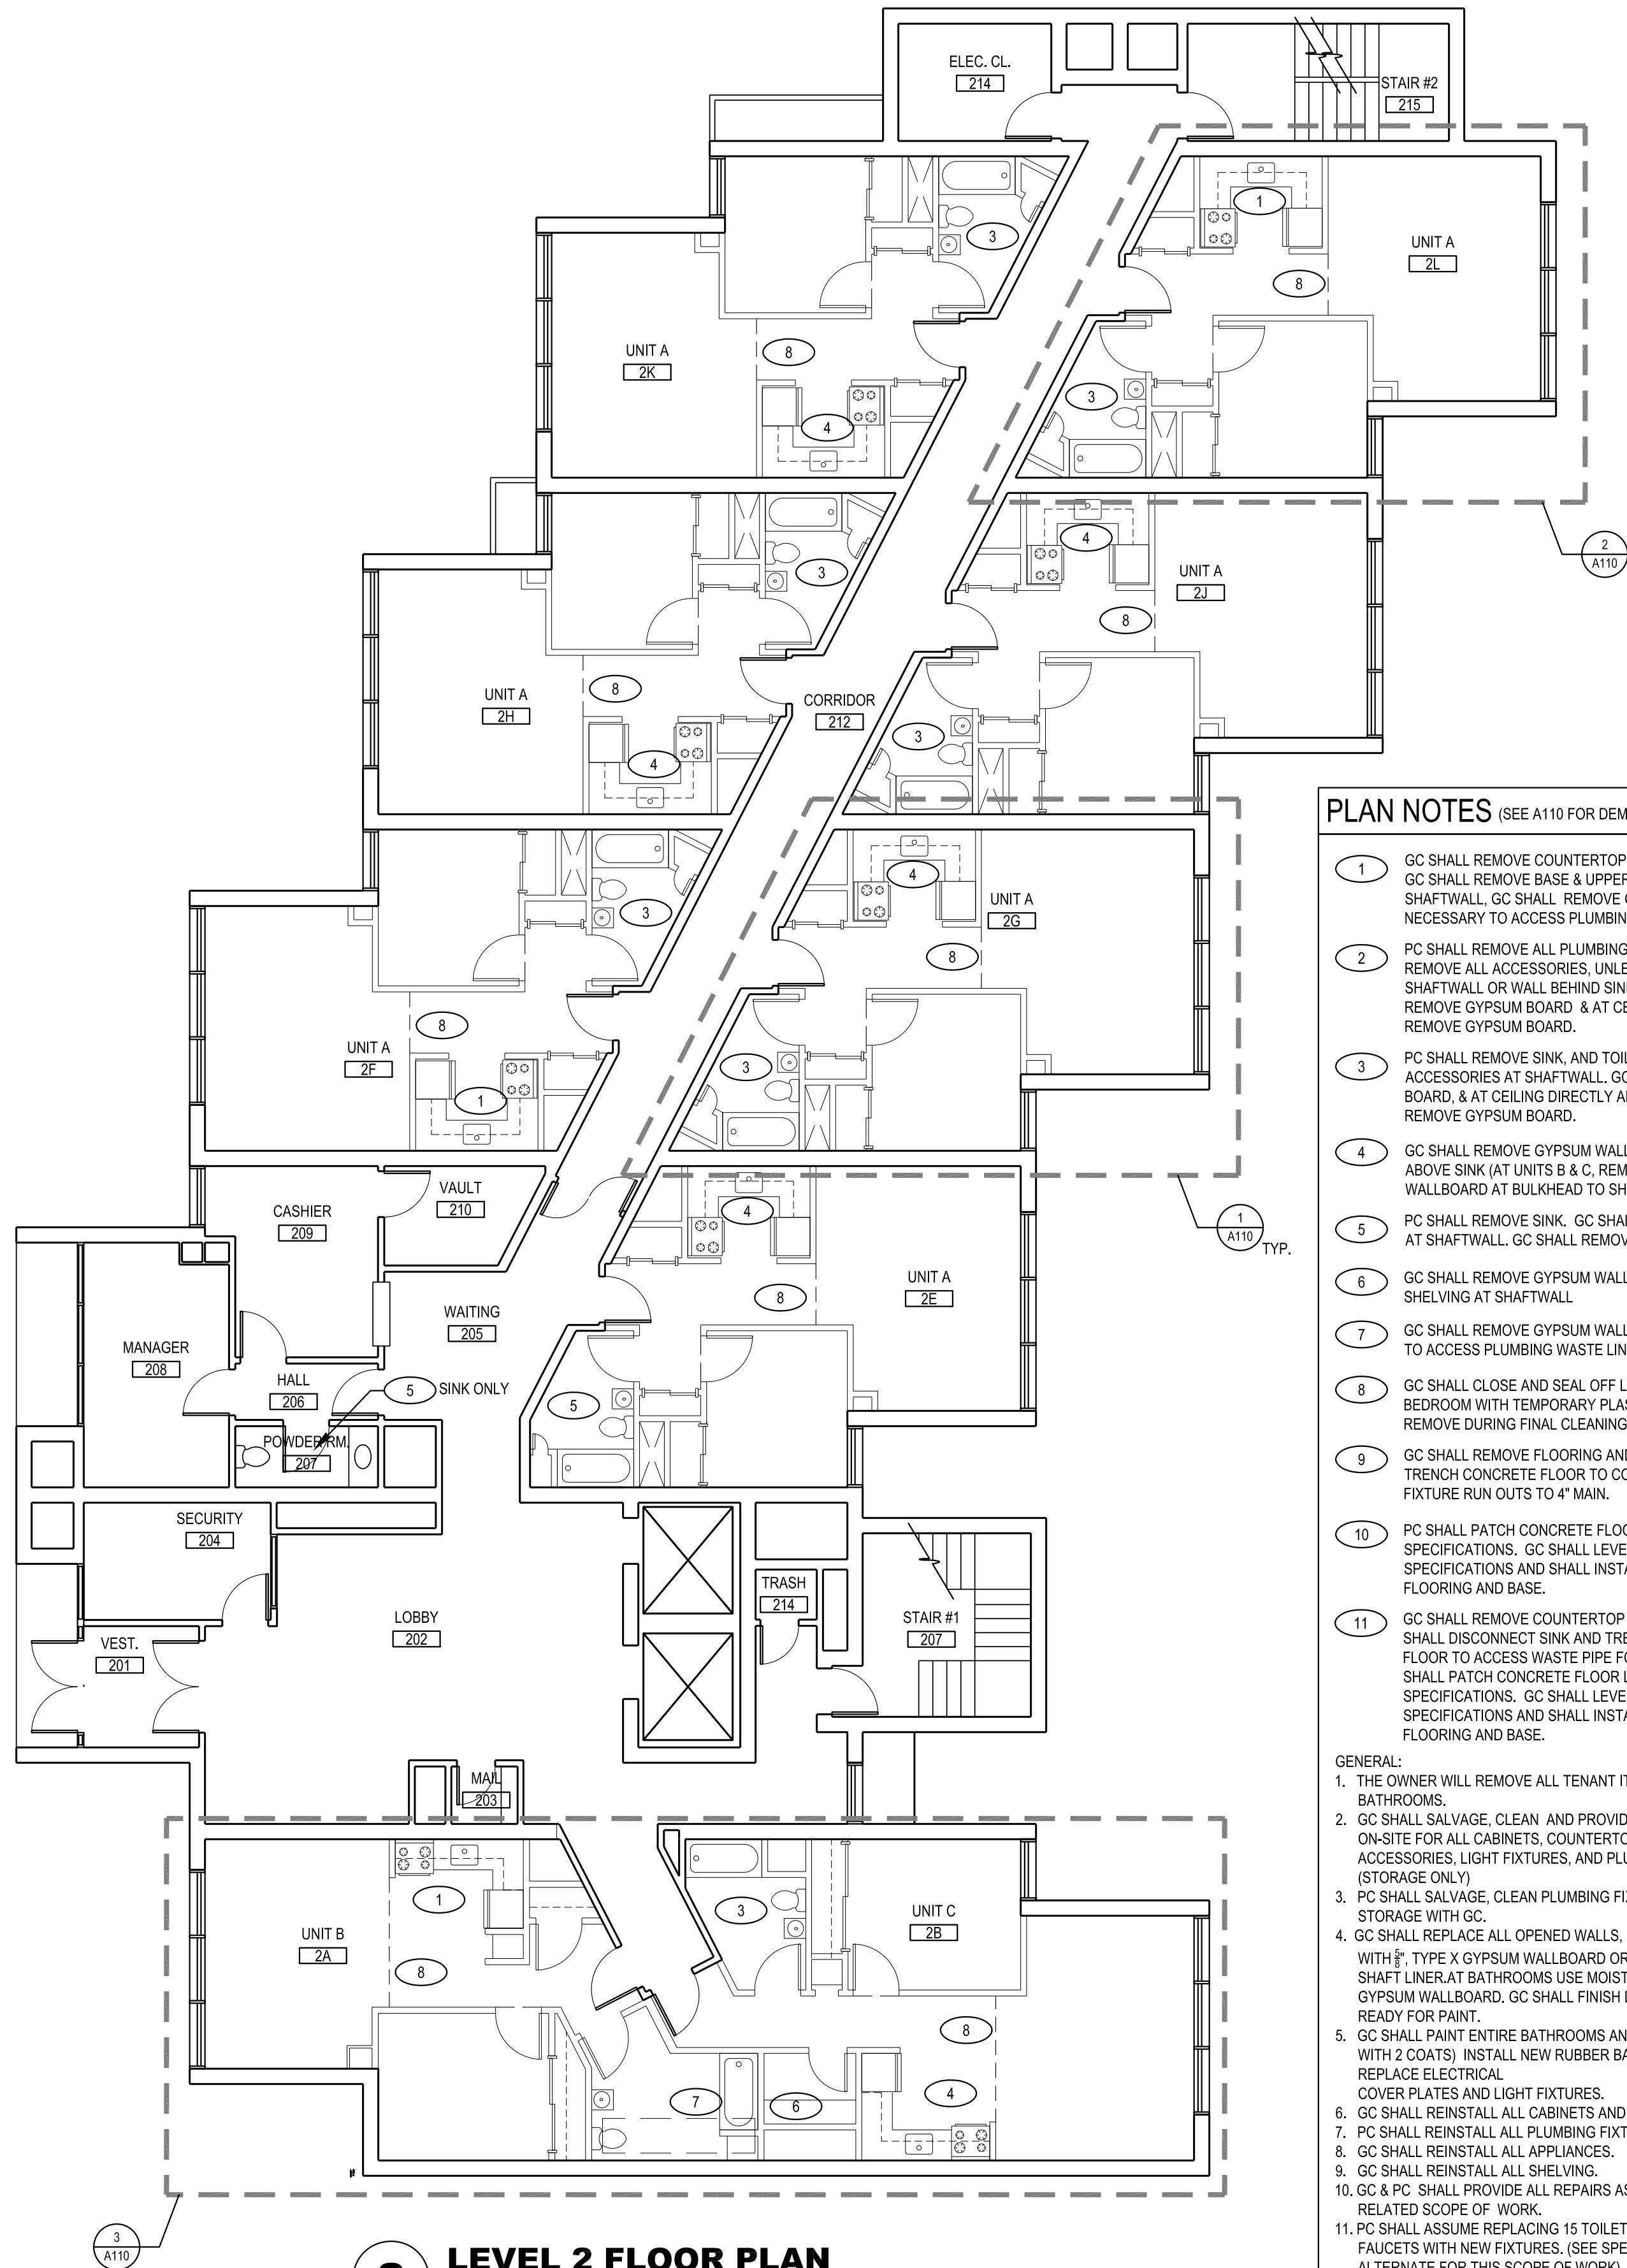 ELEC. CL.
214
STAIR #2
215
3
1
UNIT A
2L
8
UNIT A
2K
8
3
4
2
A110
3
4
UNIT A
2J
8
UNIT A
2H
8
CORRIDOR
212
3
4
3
4
UNIT A
2G
8
UNIT A
2F
8
3
1
1
A110
TYP.
VAULT
210
CASHIER
209
4
UNIT A
2E
8
WAITING
205
MANAGER
208
HALL
206
5
SINK ONLY
5
POWDER RM.
207
SECURITY
204
TRASH
214
LOBBY
202
STAIR #1
207
VEST.
201
MAIL
203
1
3
UNIT C
2B
UNIT B
2A
8
8
7
6
4
3
A110
LEVEL 2 FLOOR PLAN
PLAN NOTES (SEE A110 FOR DEM
1 GC SHALL REMOVE COUNTERTOP
GC SHALL REMOVE BASE & UPPER
SHAFTWALL, GC SHALL REMOVE
NECESSARY TO ACCESS PLUMBIN
2 PC SHALL REMOVE ALL PLUMBING
REMOVE ALL ACCESSORIES, UNLE
SHAFTWALL OR WALL BEHIND SIN
REMOVE GYPSUM BOARD & AT CE
REMOVE GYPSUM BOARD.
3 PC SHALL REMOVE SINK, AND TOIL
ACCESSORIES AT SHAFTWALL. GC
BOARD, & AT CEILING DIRECTLY A
REMOVE GYPSUM BOARD.
4 GC SHALL REMOVE GYPSUM WALL
ABOVE SINK (AT UNITS B & C, REM
WALLBOARD AT BULKHEAD TO SH
5 PC SHALL REMOVE SINK. GC SHAL
AT SHAFTWALL. GC SHALL REMOV
6 GC SHALL REMOVE GYPSUM WALL
SHELVING AT SHAFTWALL
7 GC SHALL REMOVE GYPSUM WALL
TO ACCESS PLUMBING WASTE LIN
8 GC SHALL CLOSE AND SEAL OFF L
BEDROOM WITH TEMPORARY PLAS
REMOVE DURING FINAL CLEANING
9 GC SHALL REMOVE FLOORING AND
TRENCH CONCRETE FLOOR TO CO
FIXTURE RUN OUTS TO 4" MAIN.
10 PC SHALL PATCH CONCRETE FLOO
SPECIFICATIONS. GC SHALL LEVE
SPECIFICATIONS AND SHALL INSTA
FLOORING AND BASE.
11 GC SHALL REMOVE COUNTERTOP
SHALL DISCONNECT SINK AND TRE
FLOOR TO ACCESS WASTE PIPE FO
SHALL PATCH CONCRETE FLOOR L
SPECIFICATIONS. GC SHALL LEVE
SPECIFICATIONS AND SHALL INSTA
FLOORING AND BASE.
GENERAL:
1. THE OWNER WILL REMOVE ALL TENANT IT
BATHROOMS.
2. GC SHALL SALVAGE, CLEAN AND PROVID
ON-SITE FOR ALL CABINETS, COUNTERTO
ACCESSORIES, LIGHT FIXTURES, AND PLU
(STORAGE ONLY)
3. PC SHALL SALVAGE, CLEAN PLUMBING FI
STORAGE WITH GC.
4. GC SHALL REPLACE ALL OPENED WALLS,
WITH 5/8", TYPE X GYPSUM WALLBOARD OR
SHAFT LINER.AT BATHROOMS USE MOIST
GYPSUM WALLBOARD. GC SHALL FINISH
READY FOR PAINT.
5. GC SHALL PAINT ENTIRE BATHROOMS AN
WITH 2 COATS) INSTALL NEW RUBBER BA
REPLACE ELECTRICAL
COVER PLATES AND LIGHT FIXTURES.
6. GC SHALL REINSTALL ALL CABINETS AND
7. PC SHALL REINSTALL ALL PLUMBING FIXT
8. GC SHALL REINSTALL ALL APPLIANCES.
9. GC SHALL REINSTALL ALL SHELVING.
10. GC & PC SHALL PROVIDE ALL REPAIRS AS
RELATED SCOPE OF WORK.
11. PC SHALL ASSUME REPLACING 15 TOILET
FAUCETS WITH NEW FIXTURES. (SEE SPE
ALTERNATE FOR THIS SCOPE OF WORK)